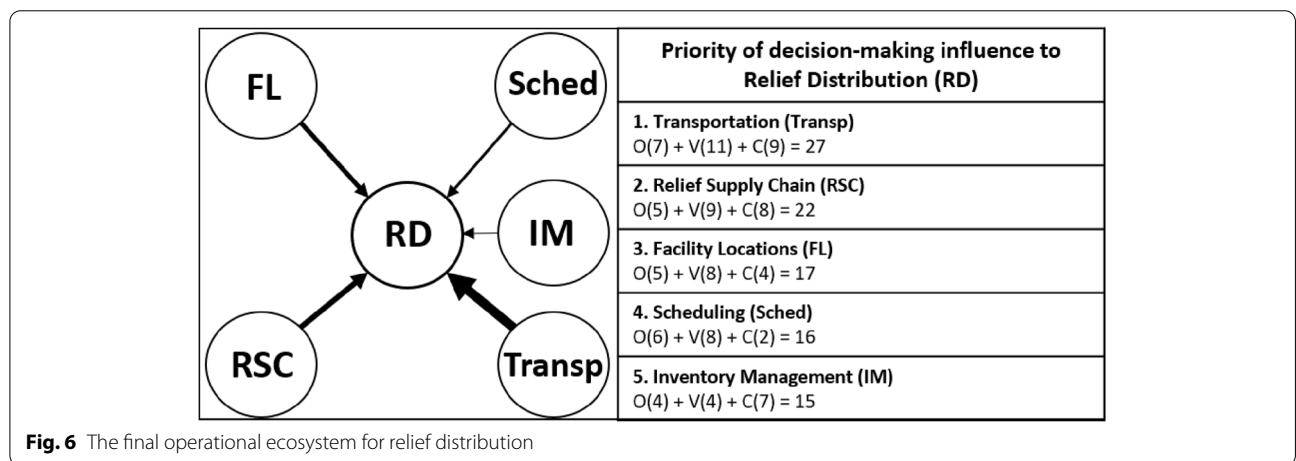 FL
Sched
RD
IM
RSC
Transp
Priority of decision-making influence to
Relief Distribution (RD)
1. Transportation (Transp)
O(7) + V(11) + C(9) = 27
2. Relief Supply Chain (RSC)
O(5) + V(9) + C(8) = 22
3. Facility Locations (FL)
O(5) + V(8) + C(4) = 17
4. Scheduling (Sched)
O(6) + V(8) + C(2) = 16
5. Inventory Management (IM)
O(4) + V(4) + C(7) = 15
Fig. 6 The final operational ecosystem for relief distribution